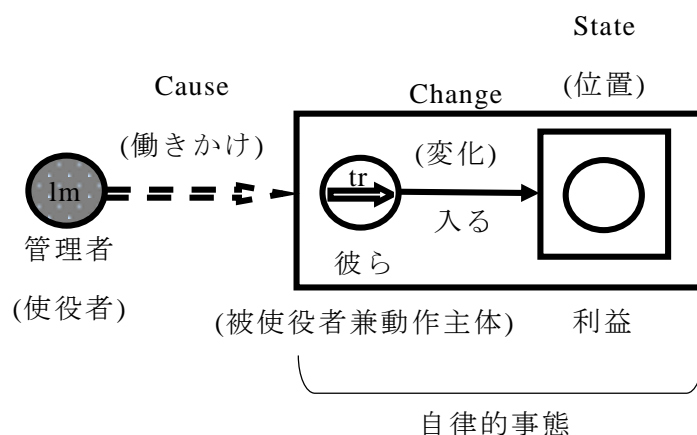 State
Cause
Change
(位置)
(働きかけ)
(変化)
lm
tr
入る
管理者
彼ら
(使役者)
(被使役者兼動作主体)
利益
自律的事態